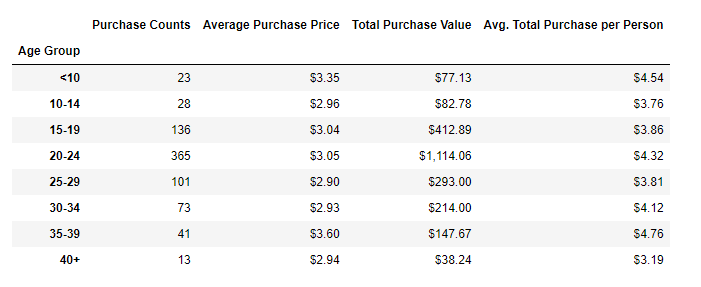 Purchase Counts Average Purchase Price Total Purchase Value Avg. Total Purchase per Person
Age Group
<10 23 $3.35 $77.13 $4.54
10-14 28 $2.96 $82.78 $3.76
15-19 136 $3.04 $412.89 $3.86
20-24 365 $3.05 $1,114.06 $4.32
25-29 101 $2.90 $293.00 $3.81
30-34 73 $2.93 $214.00 $4.12
35-39 41 $3.60 $147.67 $4.76
40+ 13 $2.94 $38.24 $3.19